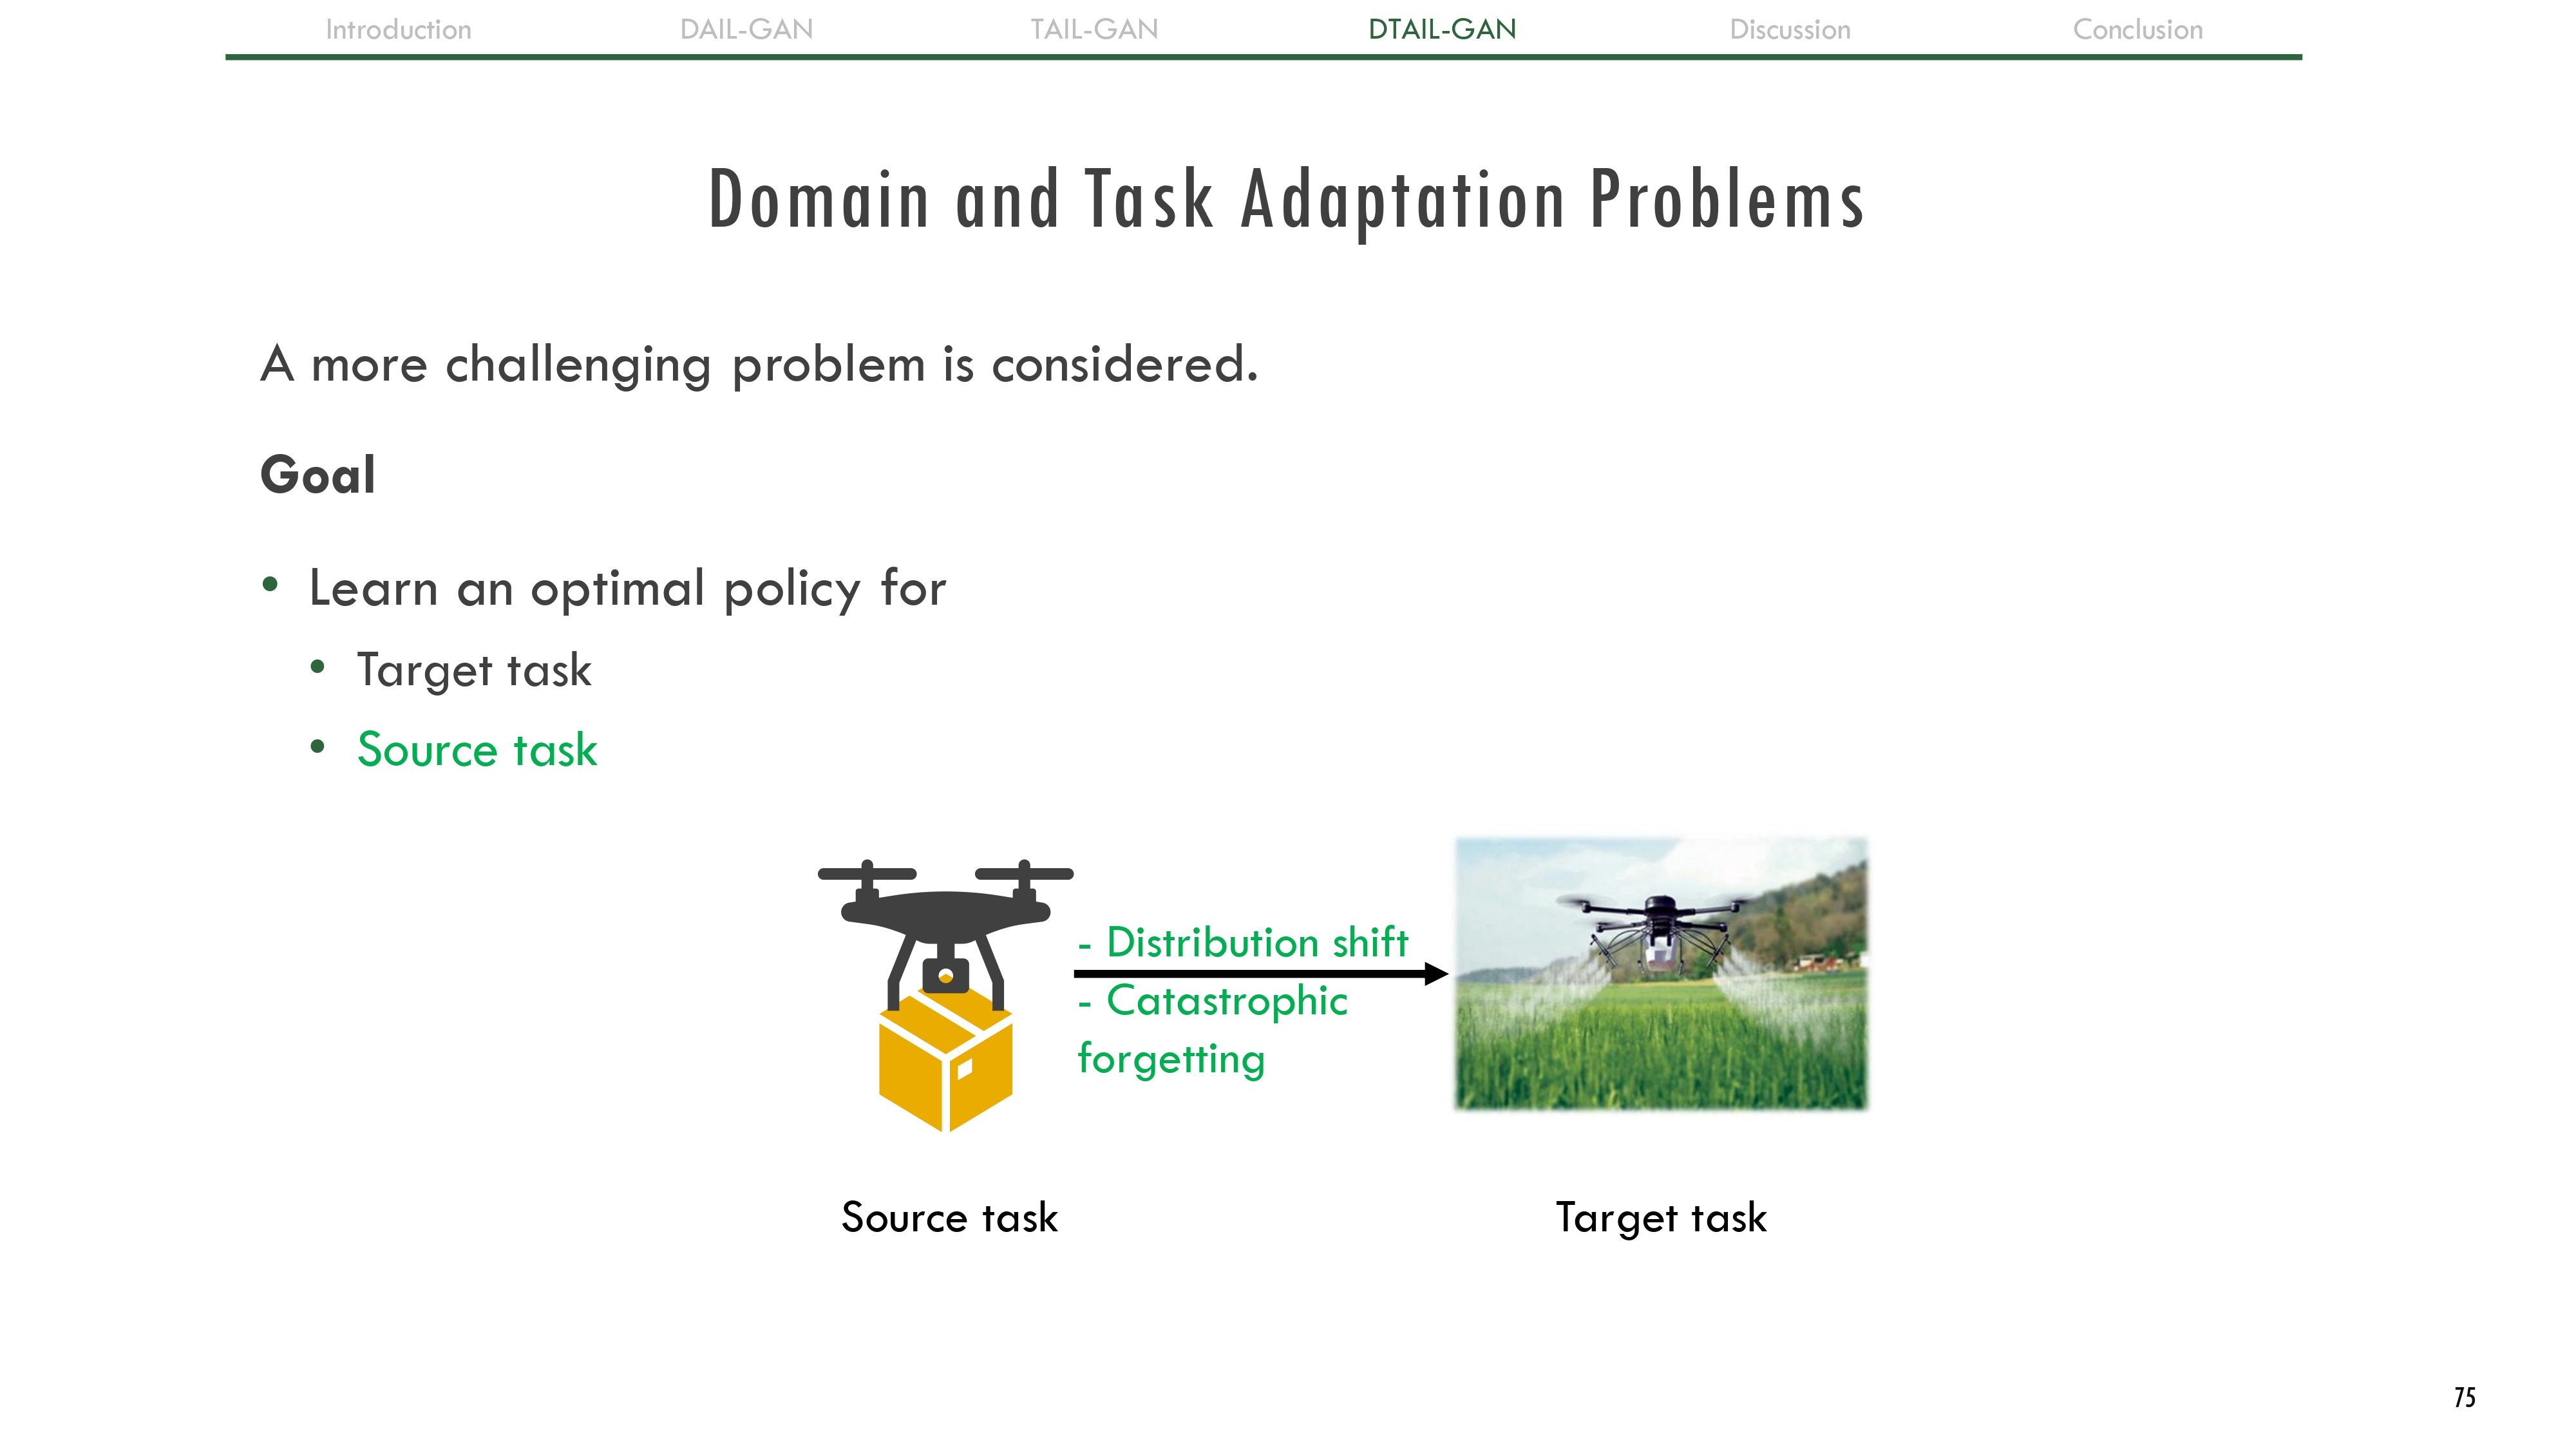 Introduction DAIL-GAN TAIL-GAN DTAIL-GAN Discussion Conclusion
Domain and Task Adaptation Problems
A more challenging problem is considered.
Goal
• Learn an optimal policy for
• Target task
• Source task
- Distribution shift
- Catastrophic
forgetting
Source task
Target task
75